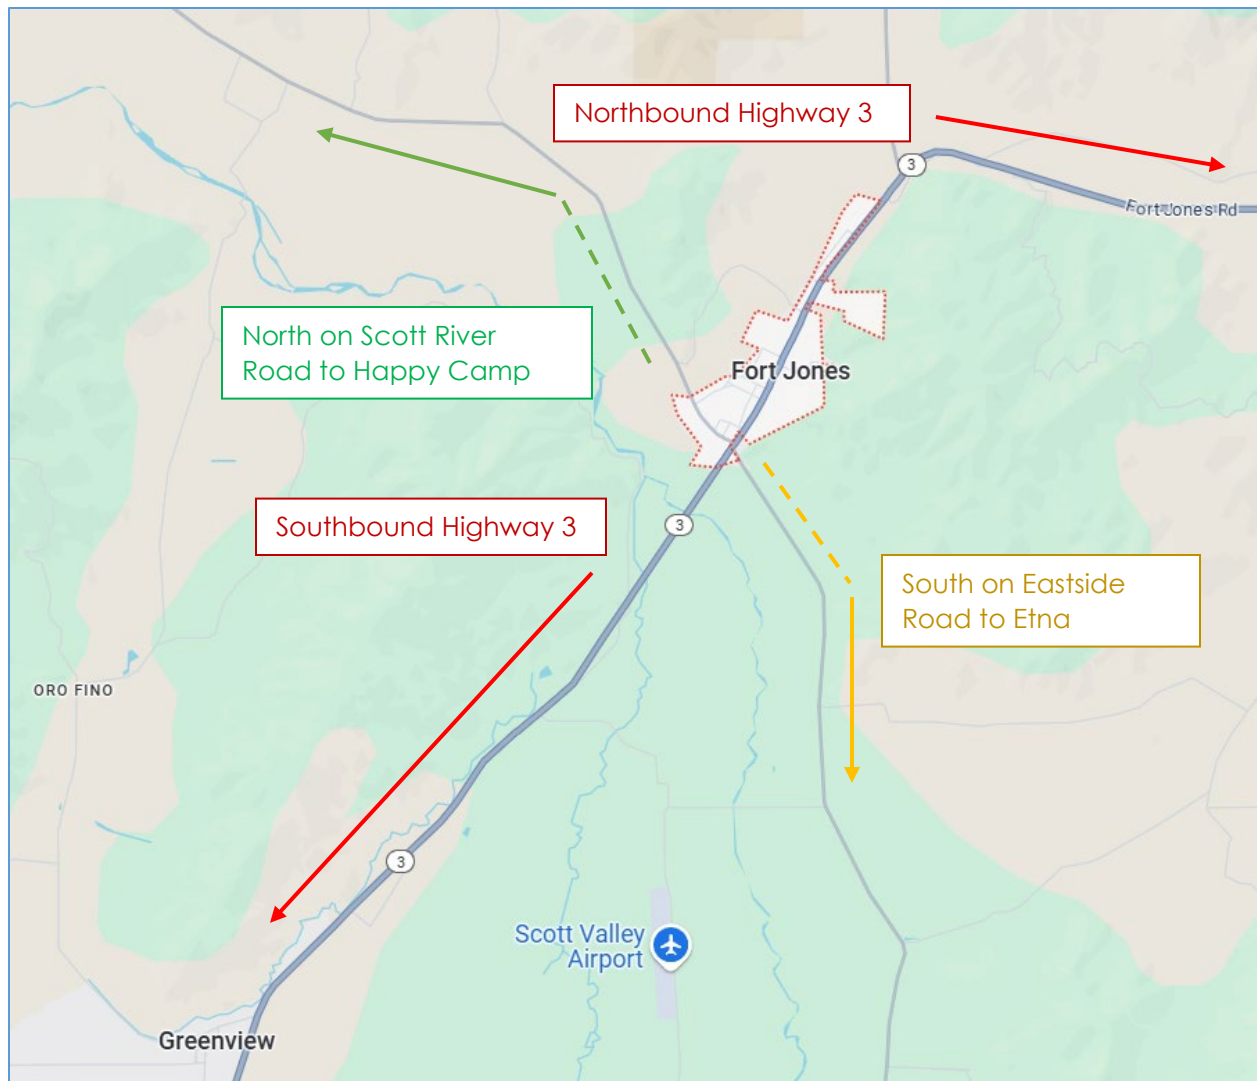 Northbound Highway 3
3
Fort Jones Rd
North on Scott River
Road to Happy Camp
Fort Jones
Southbound Highway 3
3
South on Eastside
Road to Etna
ORO FINO
3
Scott Valley
Airport
Greenview